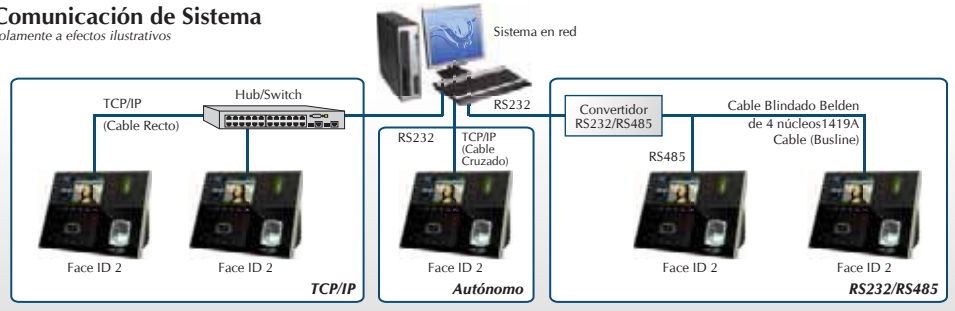 Comunicación de Sistema
olamente a efectos ilustrativos
Sistema en red
TCP/IP
(Cable Recto)
Hub/Switch
RS232
TCP/IP
(Cable
Cruzado)
RS232
Convertidor
RS232/RS485
Cable Blindado Belden
de 4 núcleos1419A
Cable (Busline)
RS485
Face ID 2
Face ID 2
Face ID 2
Face ID 2
Face ID 2
TCP/IP
Autónomo
RS232/RS485